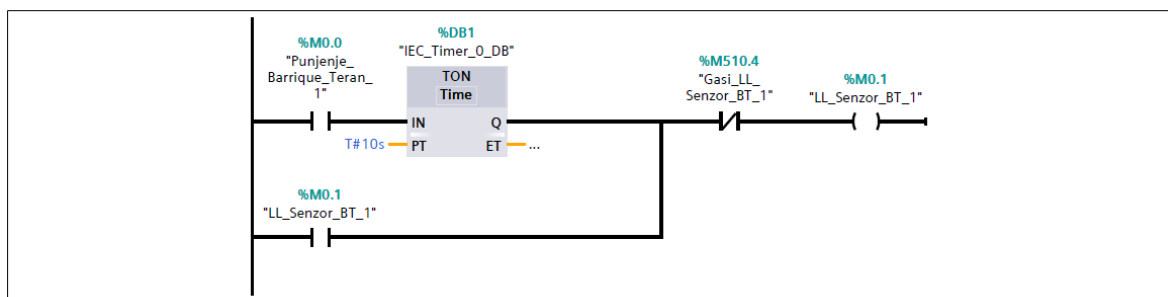 %M0.0
"Punjenje_
Barrique_Teran_
1"
%DB1
"IEC_Timer_0_DB"
TON
Time
IN
Q
T#10s
PT
ET
...
%M510.4
"Gasi_LL_
Senzor_BT_1"
%M0.1
"LL_Senzor_BT_1"
%M0.1
"LL_Senzor_BT_1"